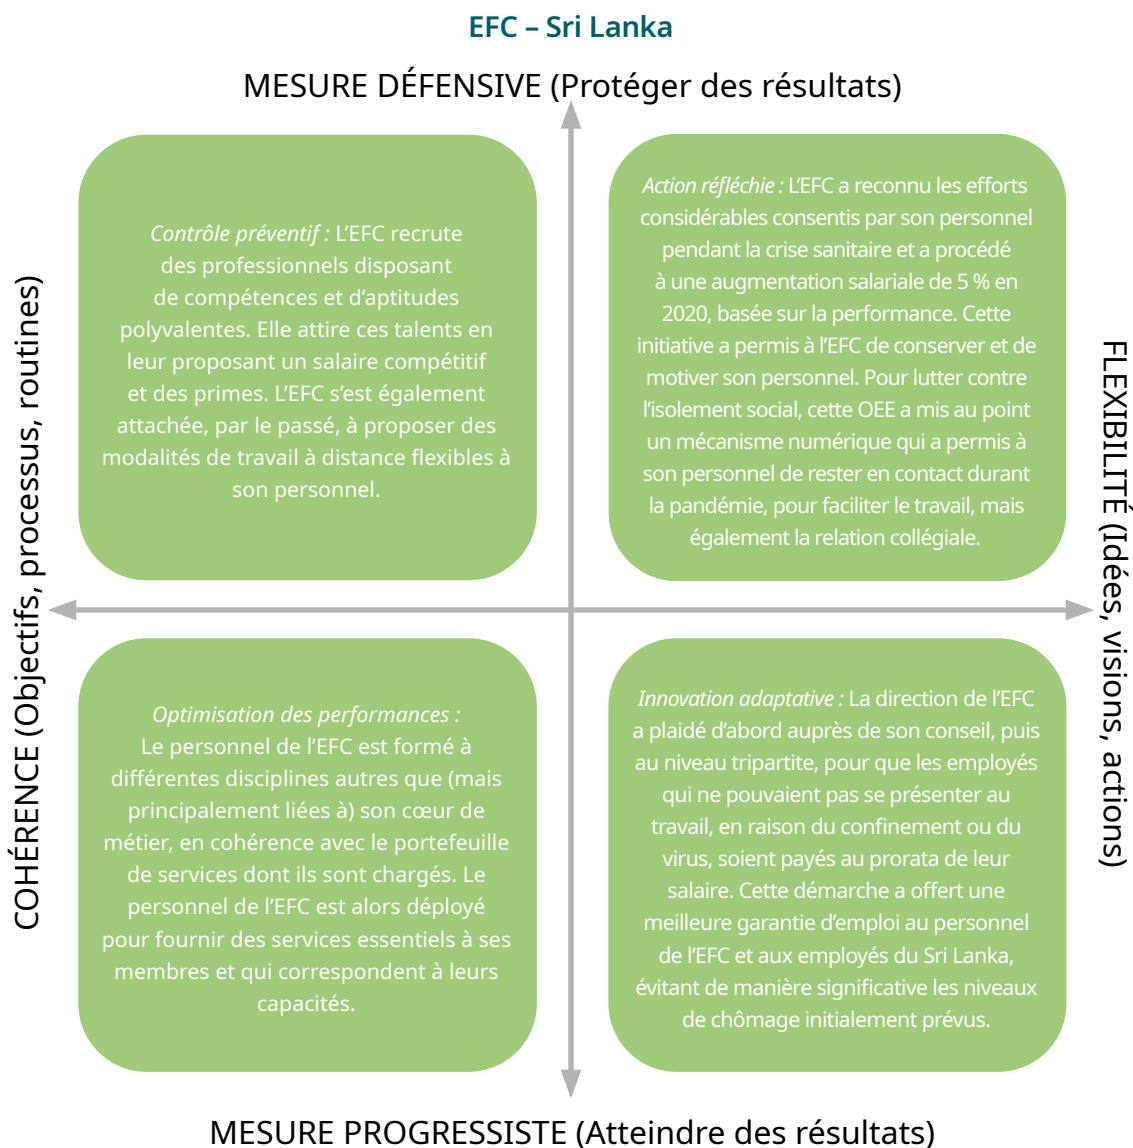 EFC – Sri Lanka
MESURE DÉFENSIVE (Protéger des résultats)
COHÉRENCE (Objectifs, processus, routines)
Contrôle préventif : L’EFC recrute
des professionnels disposant
de compétences et d’aptitudes
polyvalentes. Elle attire ces talents en
leur proposant un salaire compétitif
et des primes. L’EFC s’est également
attachée, par le passé, à proposer des
modalités de travail à distance flexibles à
son personnel.
Action réfléchie : L’EFC a reconnu les efforts
considérables consentis par son personnel
pendant la crise sanitaire et a procédé
à une augmentation salariale de 5 % en
2020, basée sur la performance. Cette
initiative a permis à l’EFC de conserver et de
motiver son personnel. Pour lutter contre
l’isolement social, cette OEE a mis au point
un mécanisme numérique qui a permis à
son personnel de rester en contact durant
la pandémie, pour faciliter le travail, mais
également la relation collégiale.
FLEXIBILITÉ (Idées, visions, actions)
Optimisation des performances :
Le personnel de l’EFC est formé à
différentes disciplines autres que (mais
principalement liées à) son cœur de
métier, en cohérence avec le portefeuille
de services dont ils sont chargés. Le
personnel de l’EFC est alors déployé
pour fournir des services essentiels à ses
membres et qui correspondent à leurs
capacités.
Innovation adaptative : La direction de l’EFC
a plaidé d’abord auprès de son conseil, puis
au niveau tripartite, pour que les employés
qui ne pouvaient pas se présenter au
travail, en raison du confinement ou du
virus, soient payés au prorata de leur
salaire. Cette démarche a offert une
meilleure garantie d’emploi au personnel
de l’EFC et aux employés du Sri Lanka,
évitant de manière significative les niveaux
de chômage initialement prévus.
MESURE PROGRESSISTE (Atteindre des résultats)